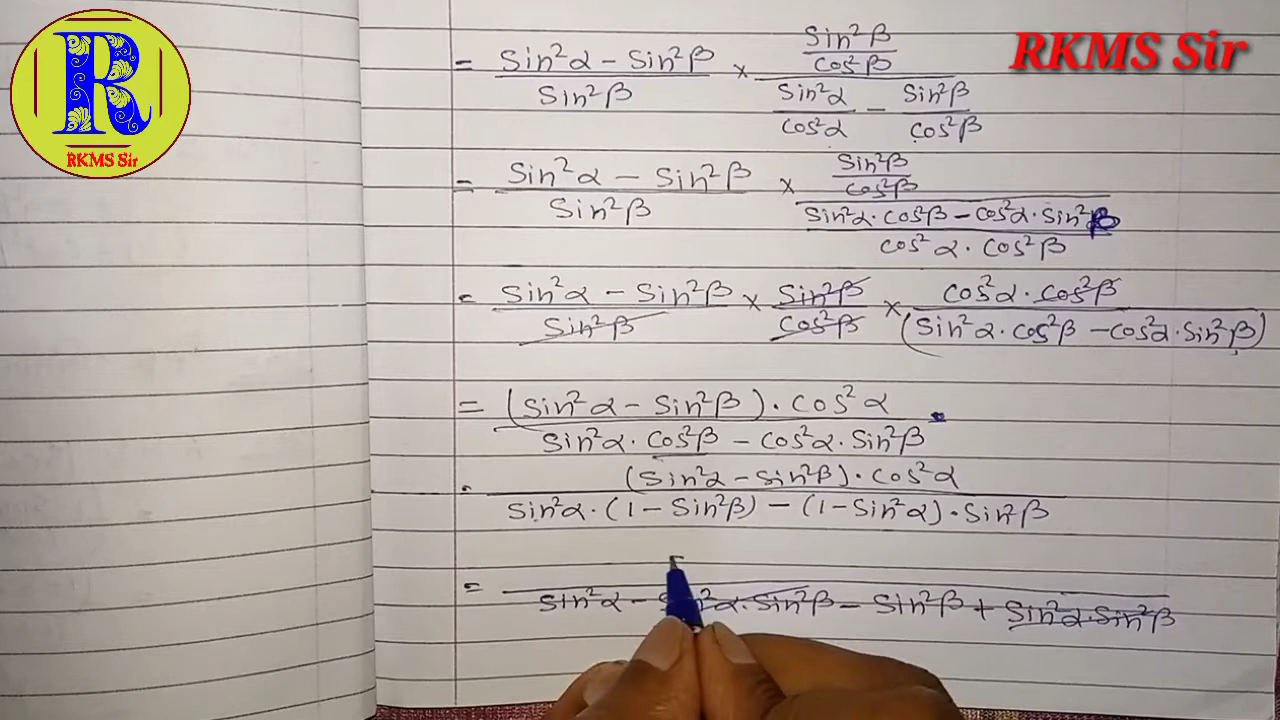 R
RKMS Sir
RKMS Sir
= Sin²α – Sin²β / Sin²β × (Sin²β / Cos²β) / (Sin²α / Cos²α – Sin²β / Cos²β)
= Sin²α – Sin²β / Sin²β × (Sin²β / Cos²β) / (Sin²α · Cos²β – Cos²α · Sin²β / Cos²α · Cos²β)
= Sin²α – Sin²β / Sin²β × Sin²β / Cos²β × Cos²α · Cos²β / (Sin²α · Cos²β – Cos²α · Sin²β)
= (Sin²α – Sin²β) · Cos²α / Sin²α · Cos²β – Cos²α · Sin²β
(Sin²α – Sin²β) · Cos²α / Sin²α · (1 – Sin²β) – (1 – Sin²α) · Sin²β
= Sin²α – Sin²α · Sin²β – Sin²β + Sin²α · Sin²β